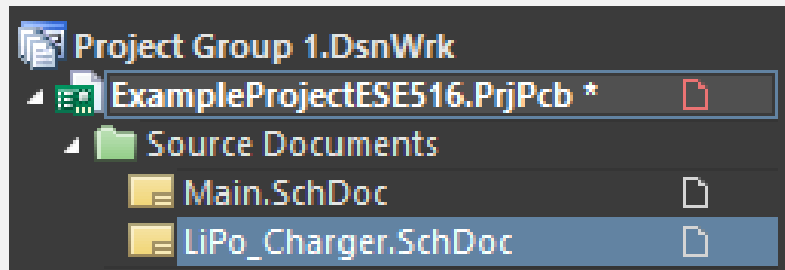 Project Group 1.DsnWrk
ExampleProjectESE516.PrjPcb *
Source Documents
Main.SchDoc
LiPo_Charger.SchDoc